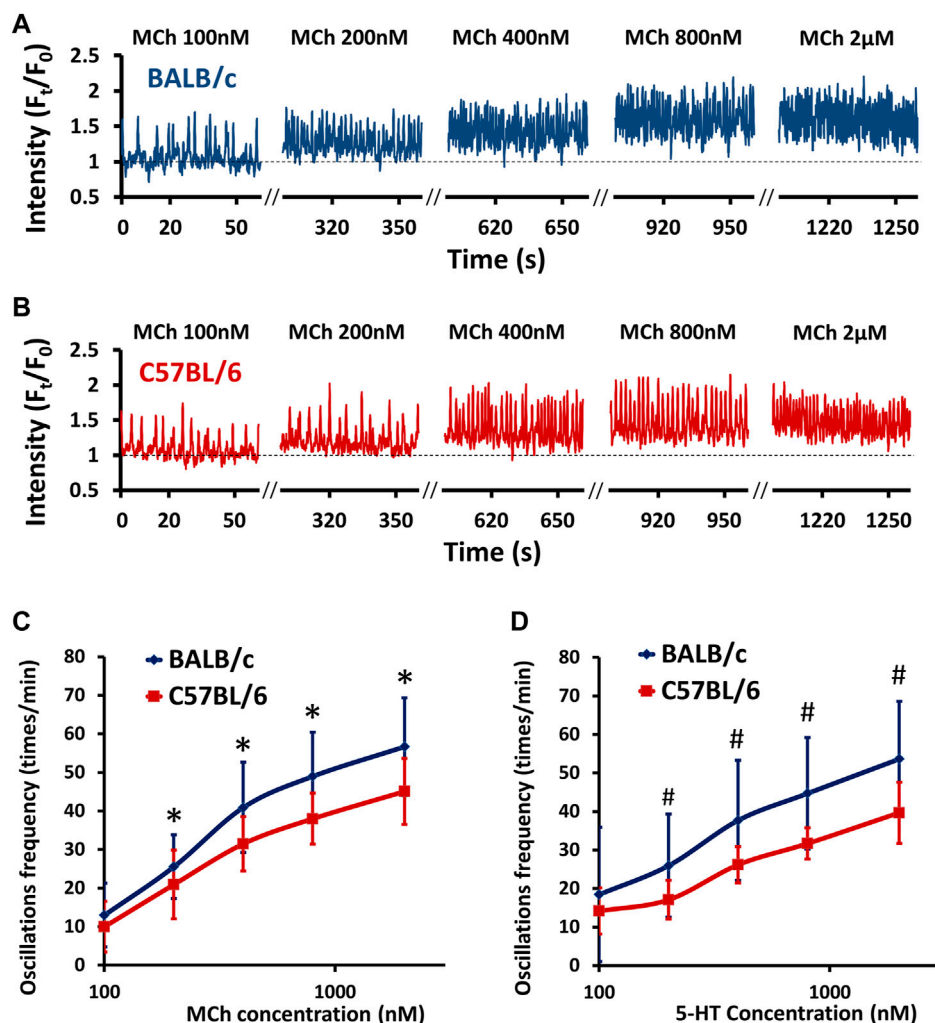 A
MCh 100nM MCh 200nM MCh 400nM MCh 800nM MCh 2µM
BALB/c
Intensity (Ft/F0)
2.5
2
1.5
1
0.5
0 20 50 // 320 350 // 620 650 // 920 950 // 1220 1250
Time (s)
B
MCh 100nM MCh 200nM MCh 400nM MCh 800nM MCh 2µM
C57BL/6
Intensity (Ft/F0)
2.5
2
1.5
1
0.5
0 20 50 // 320 350 // 620 650 // 920 950 // 1220 1250
Time (s)
C
BALB/c
C57BL/6
Oscillations frequency (times/min)
80
70
60
50
40
30
20
10
0
* * * * *
100 1000
MCh concentration (nM)
D
BALB/c
C57BL/6
Oscillations frequency (times/min)
80
70
60
50
40
30
20
10
0
# # # #
100 1000
5-HT Concentration (nM)